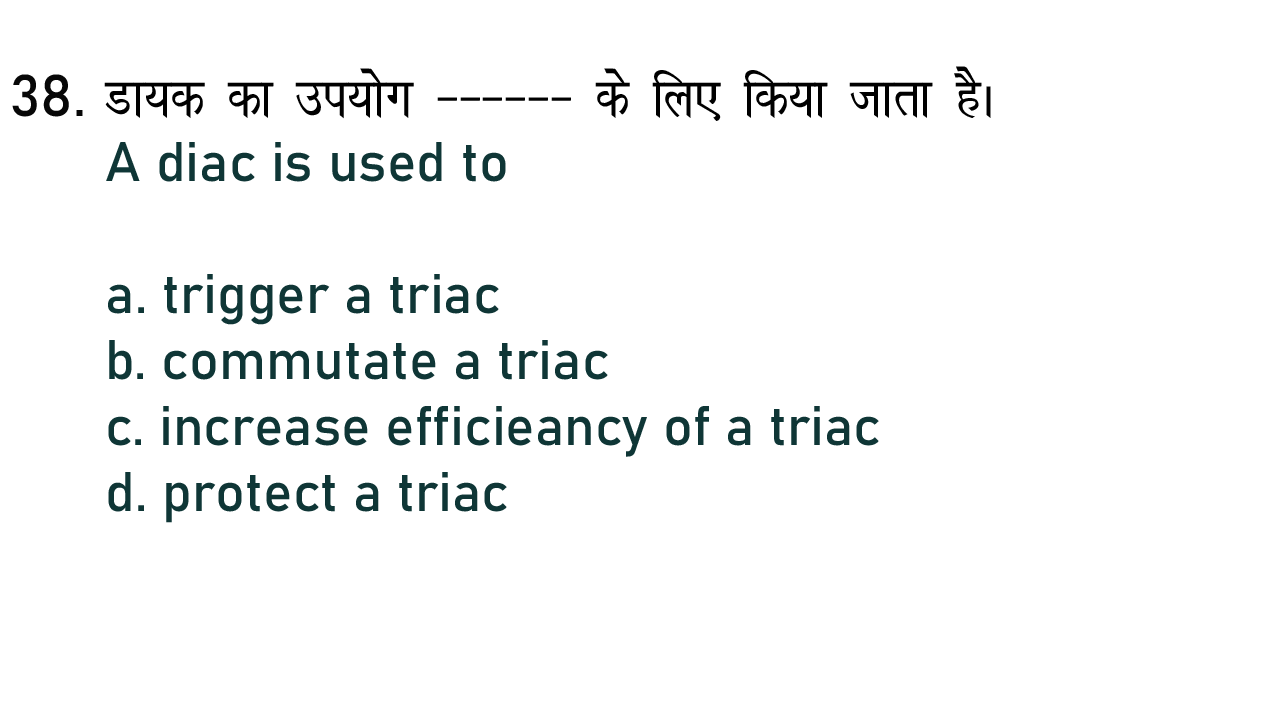 38. डायक का उपयोग ------ के लिए किया जाता है।
A diac is used to
a. trigger a triac
b. commutate a triac
c. increase efficieancy of a triac
d. protect a triac